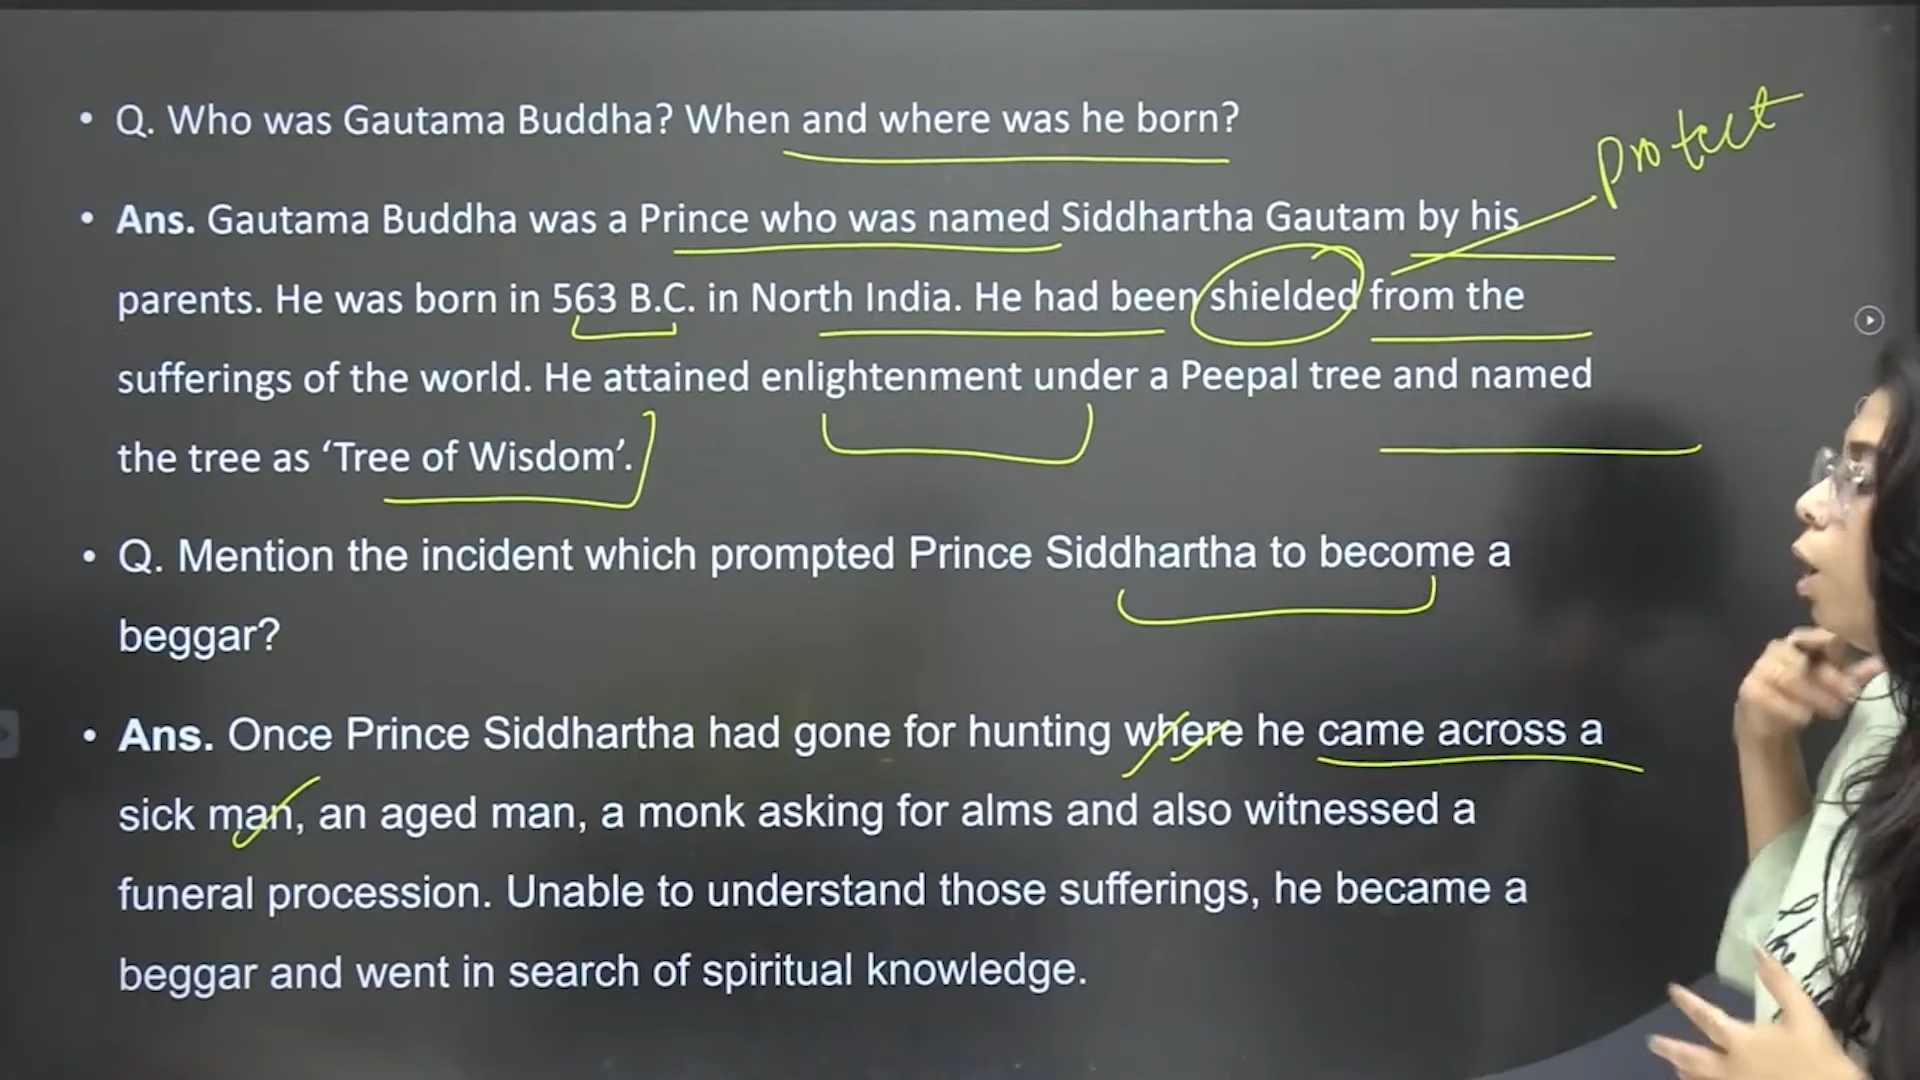 • Q. Who was Gautama Buddha? When and where was he born?
protect
• Ans. Gautama Buddha was a Prince who was named Siddhartha Gautam by his
parents. He was born in 563 B.C. in North India. He had been shielded from the
sufferings of the world. He attained enlightenment under a Peepal tree and named
the tree as ‘Tree of Wisdom’.
• Q. Mention the incident which prompted Prince Siddhartha to become a
beggar?
• Ans. Once Prince Siddhartha had gone for hunting where he came across a
sick man, an aged man, a monk asking for alms and also witnessed a
funeral procession. Unable to understand those sufferings, he became a
beggar and went in search of spiritual knowledge.